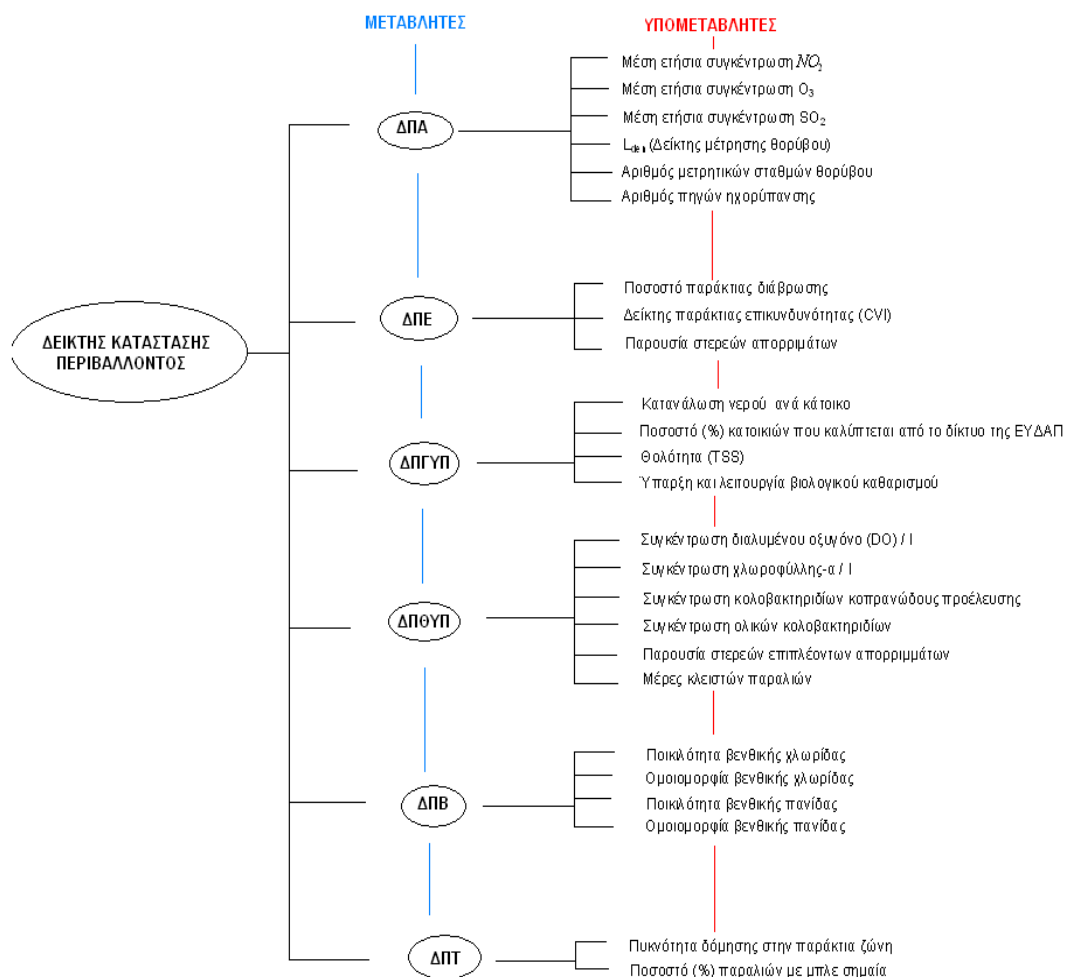 ΜΕΤΑΒΛΗΤΕΣ
ΥΠΟΜΕΤΑΒΛΗΤΕΣ
ΔΕΙΚΤΗΣ ΚΑΤΑΣΤΑΣΗΣ
ΠΕΡΙΒΑΛΛΟΝΤΟΣ
ΔΠΑ
Μέση ετήσια συγκέντρωση NO₂
Μέση ετήσια συγκέντρωση O₃
Μέση ετήσια συγκέντρωση SO₂
Lden (Δείκτης μέτρησης θορύβου)
Αριθμός μετρητικών σταθμών θορύβου
Αριθμός πηγών ηχορύπανσης
ΔΠΕ
Ποσοστό παράκτιας διάβρωσης
Δείκτης παράκτιας επικυνδυνότητας (CVI)
Παρουσία στερεών απορριμάτων
ΔΠΓΥΠ
Κατανάλωση νερού ανά κάτοικο
Ποσοστό (%) κατοικιών που καλύπτεται από το δίκτυο της ΕΥΔΑΠ
Θολότητα (TSS)
Ύπαρξη και λειτουργία βιολογικού καθαρισμού
ΔΠΘΥΠ
Συγκέντρωση διαλυμένου οξυγόνο (DO) / l
Συγκέντρωση χλωροφύλλης-α / l
Συγκέντρωση κολοβακτηριδίων κοπρανώδους προέλευσης
Συγκέντρωση ολικών κολοβακτηριδίων
Παρουσία στερεών επιπλέοντων απορριμμάτων
Μέρες κλειστών παραλιών
ΔΠΒ
Ποικιλότητα βενθικής χλωρίδας
Ομοιομορφία βενθικής χλωρίδας
Ποικιλότητα βενθικής πανίδας
Ομοιομορφία βενθικής πανίδας
ΔΠΤ
Πυκνότητα δόμησης στην παράκτια ζώνη
Ποσοστό (%) παραλιών με μπλε σημαία